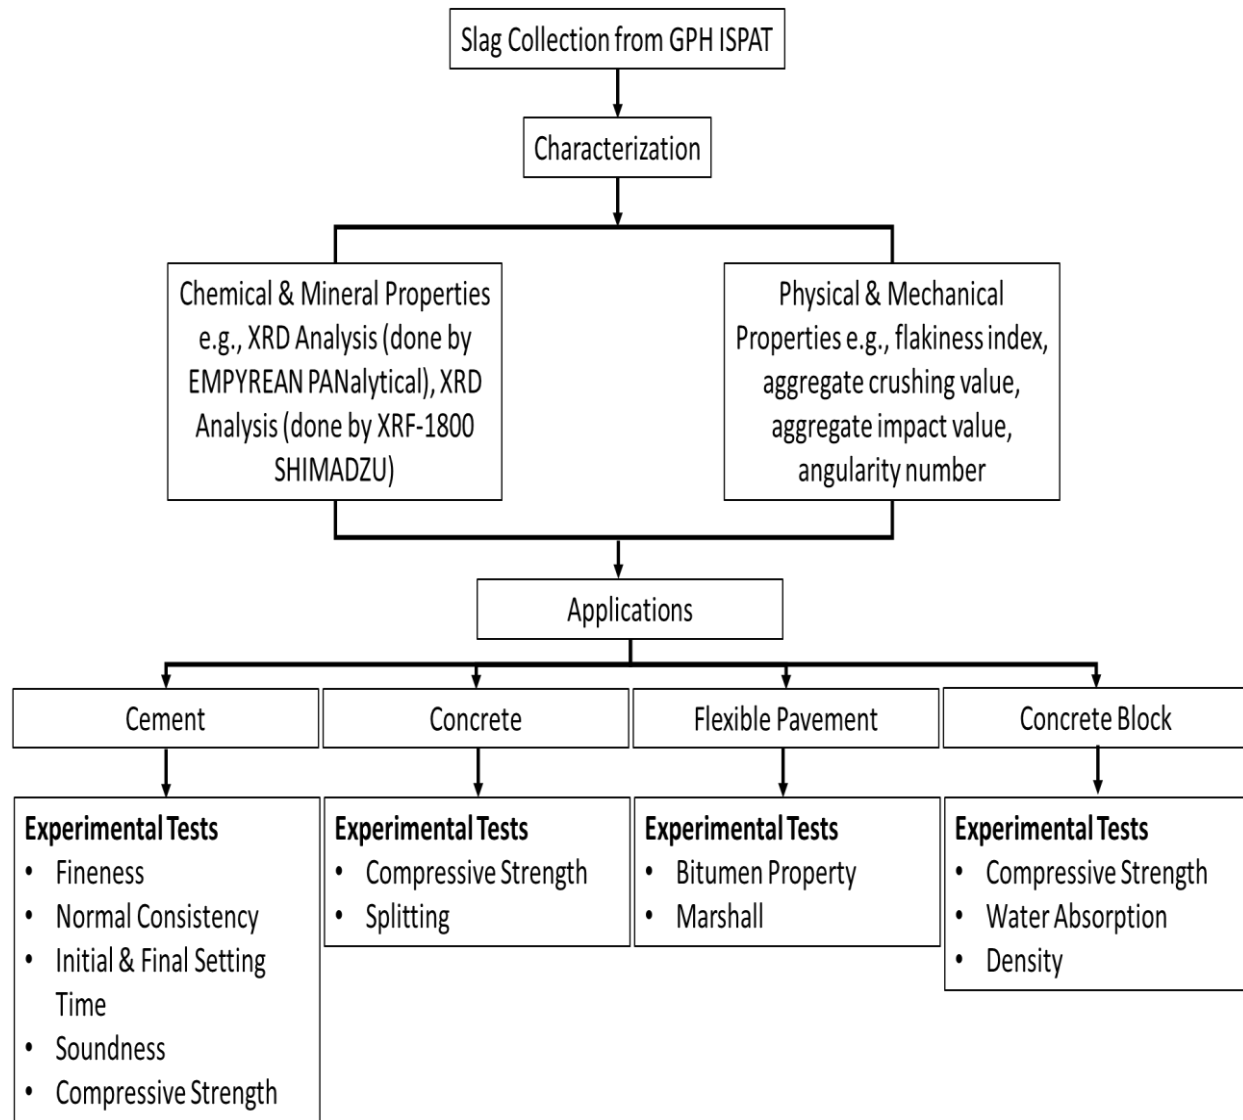 Slag Collection from GPH ISPAT
Characterization
Chemical & Mineral Properties
e.g., XRD Analysis (done by
EMPYREAN PANalytical), XRD
Analysis (done by XRF-1800
SHIMADZU)
Physical & Mechanical
Properties e.g., flakiness index,
aggregate crushing value,
aggregate impact value,
angularity number
Applications
Cement
Concrete
Flexible Pavement
Concrete Block
Experimental Tests
• Fineness
• Normal Consistency
• Initial & Final Setting
Time
• Soundness
• Compressive Strength
Experimental Tests
• Compressive Strength
• Splitting
Experimental Tests
• Bitumen Property
• Marshall
Experimental Tests
• Compressive Strength
• Water Absorption
• Density